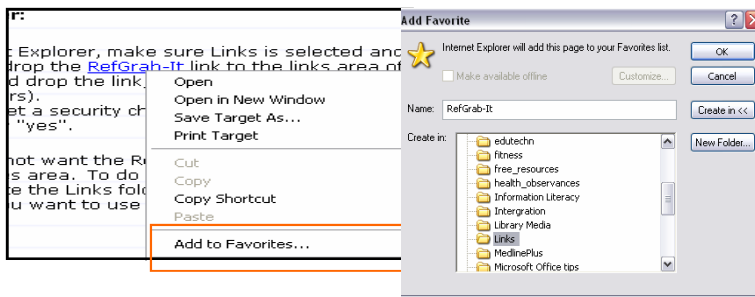 r:
t Explorer, make sure Links is selected and
drop the RefGrab-It link to the links area of
d drop the link
rs).
et a security ch
"yes".
not want the R
s area. To do
te the Links fol
u want to use
Open
Open in New Window
Save Target As...
Print Target
Cut
Copy
Copy Shortcut
Paste
Add to Favorites...
Add Favorite
Internet Explorer will add this page to your Favorites list.
Make available offline
Customize...
OK
Cancel
Name:
RefGrab-It
Create in <<
Create in:
New Folder...
edutechn
fitness
free_resources
health_observances
Information Literacy
Intergration
Library Media
Links
MedlinePlus
Microsoft Office tips